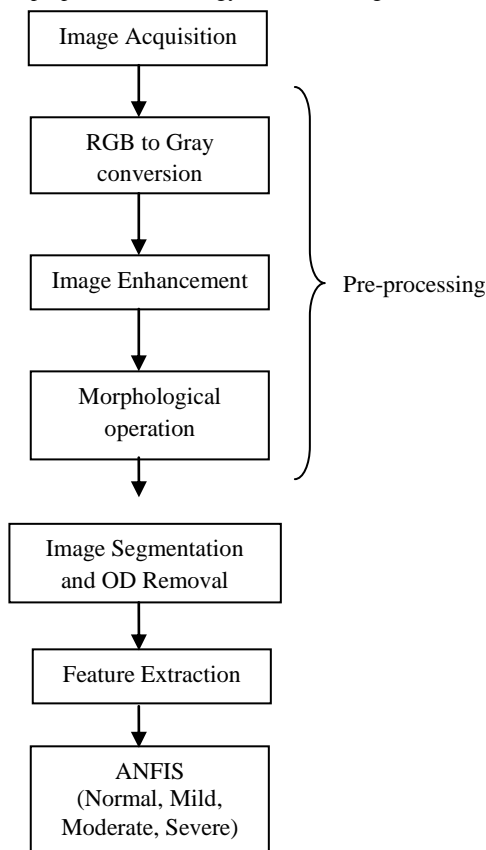 Image Acquisition
RGB to Gray
conversion
Image Enhancement
Pre-processing
Morphological
operation
Image Segmentation
and OD Removal
Feature Extraction
ANFIS
(Normal, Mild,
Moderate, Severe)